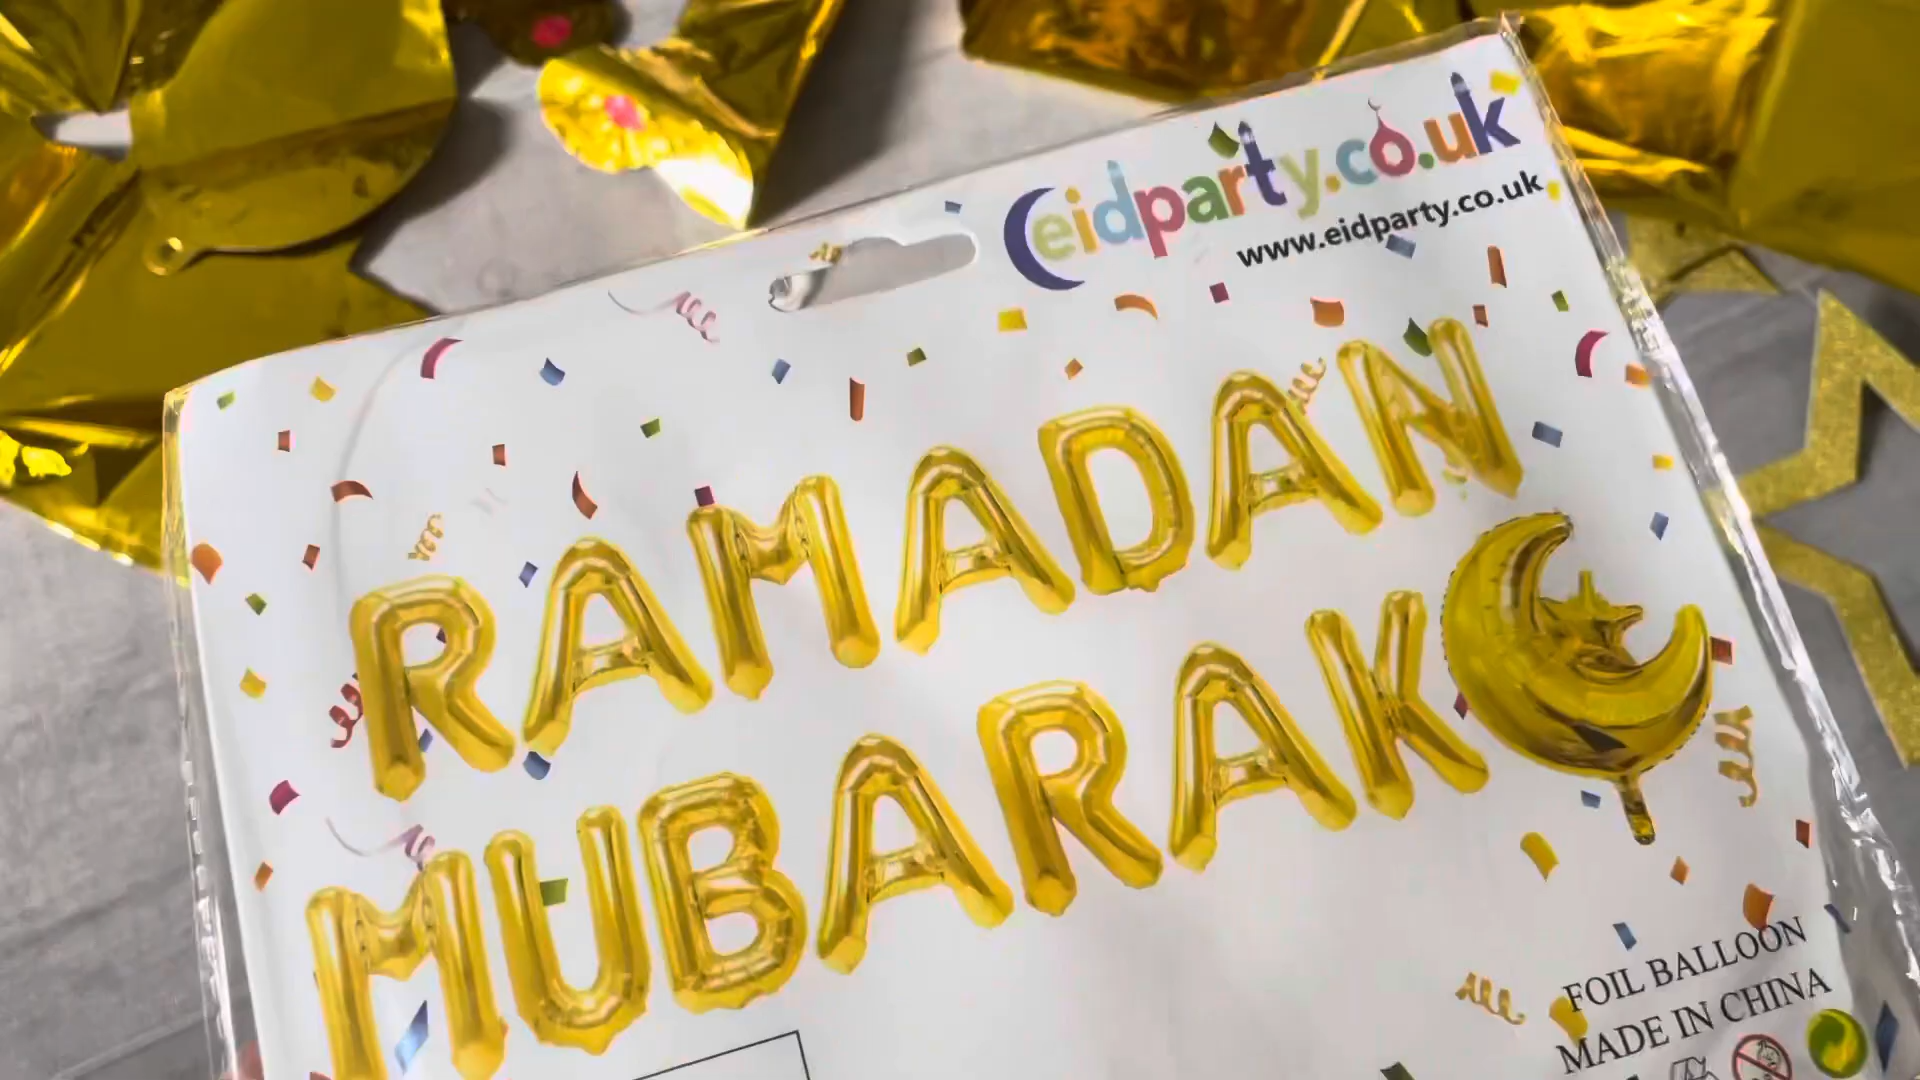 eidparty.co.uk
www.eidparty.co.uk
RAMADAN
MUBARAK
FOIL BALLOON
MADE IN CHINA